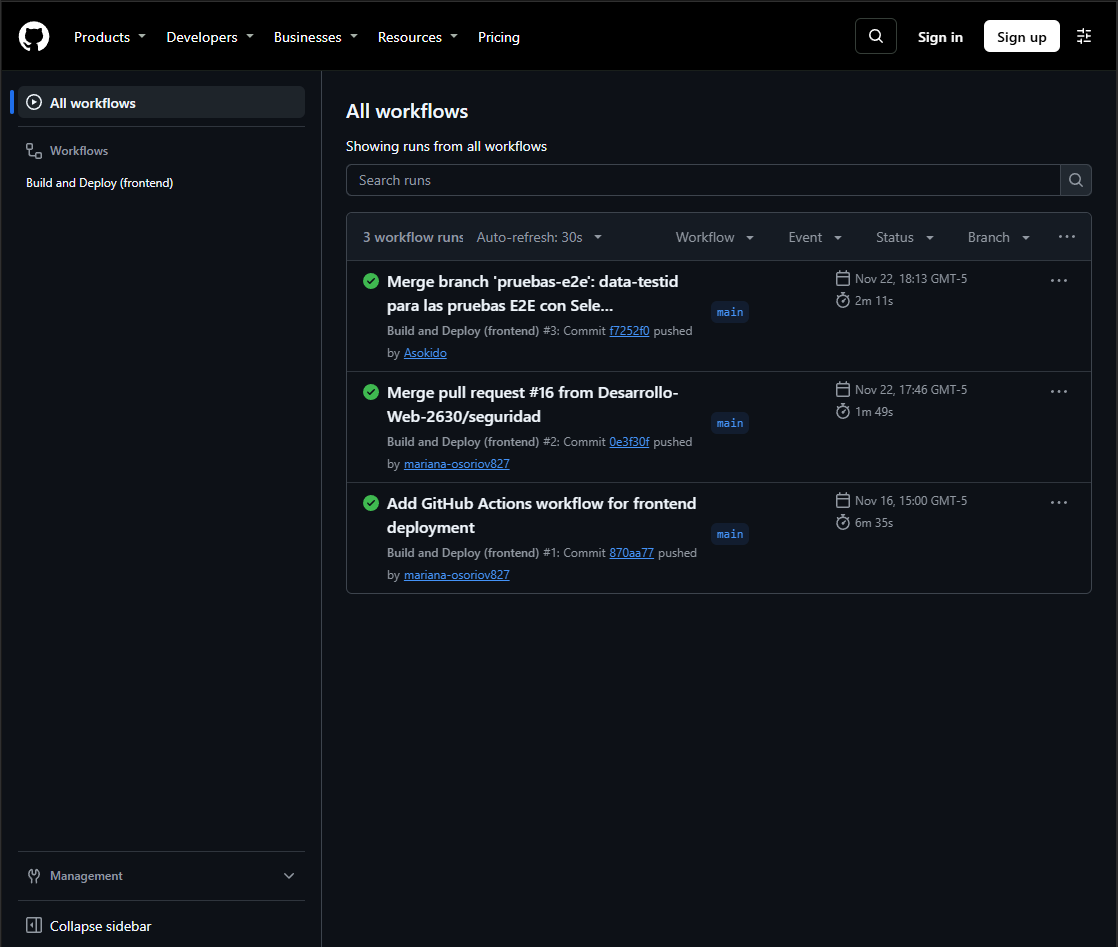 Products Developers Businesses Resources Pricing Sign in Sign up
All workflows
Workflows
Build and Deploy (frontend)
Management
Collapse sidebar
All workflows
Showing runs from all workflows
Search runs
3 workflow runs Auto-refresh: 30s Workflow Event Status Branch
Merge branch 'pruebas-e2e': data-testid
para las pruebas E2E con Sele...
Build and Deploy (frontend) #3: Commit f7252f0 pushed
by Asokido
main
Nov 22, 18:13 GMT-5
2m 11s
Merge pull request #16 from Desarrollo-
Web-2630/seguridad
Build and Deploy (frontend) #2: Commit 0e3f30f pushed
by mariana-osoriov827
main
Nov 22, 17:46 GMT-5
1m 49s
Add GitHub Actions workflow for frontend
deployment
Build and Deploy (frontend) #1: Commit 870aa77 pushed
by mariana-osoriov827
main
Nov 16, 15:00 GMT-5
6m 35s